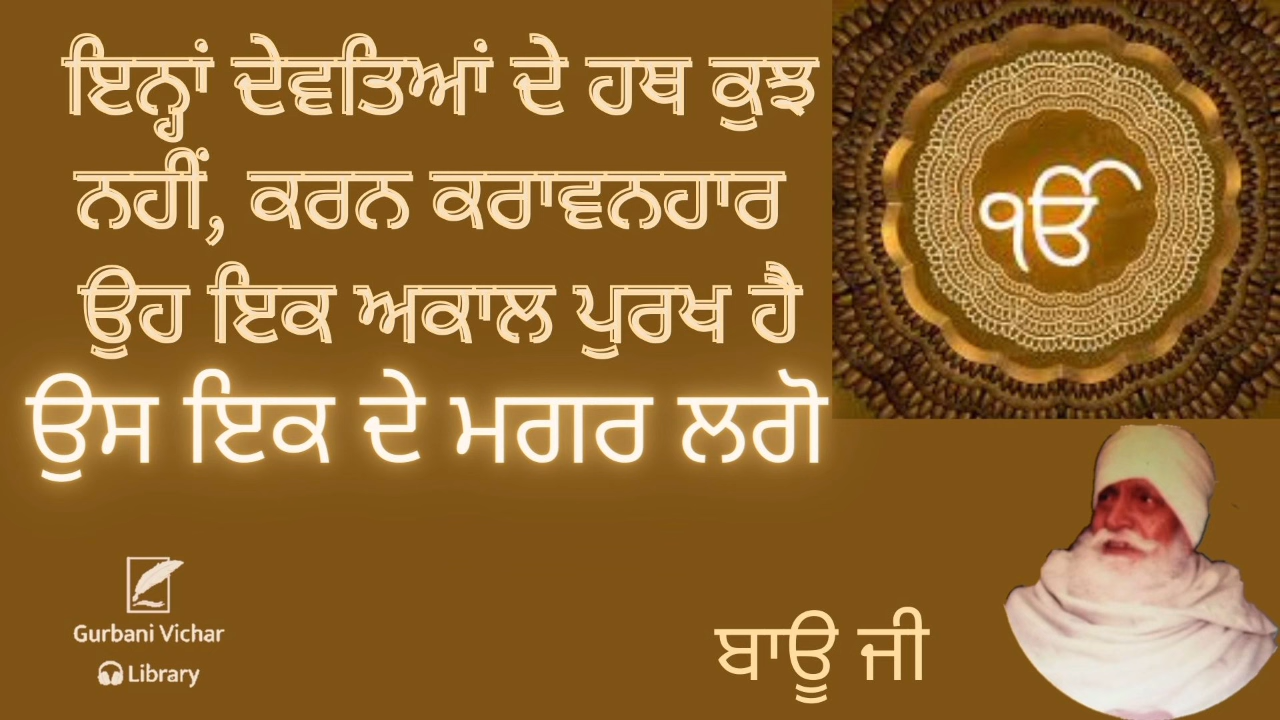 ਇਨ੍ਹਾਂ ਦੇਵਤਿਆਂ ਦੇ ਹਥ ਕੁਝ
ਨਹੀਂ, ਕਰਨ ਕਰਾਵਨਹਾਰ
ਉਹ ਇਕ ਅਕਾਲ ਪੁਰਖ ਹੈ
ਉਸ ਇਕ ਦੇ ਮਗਰ ਲਗੋ
ੴ
Gurbani Vichar
Library
ਬਾਊ ਜੀ